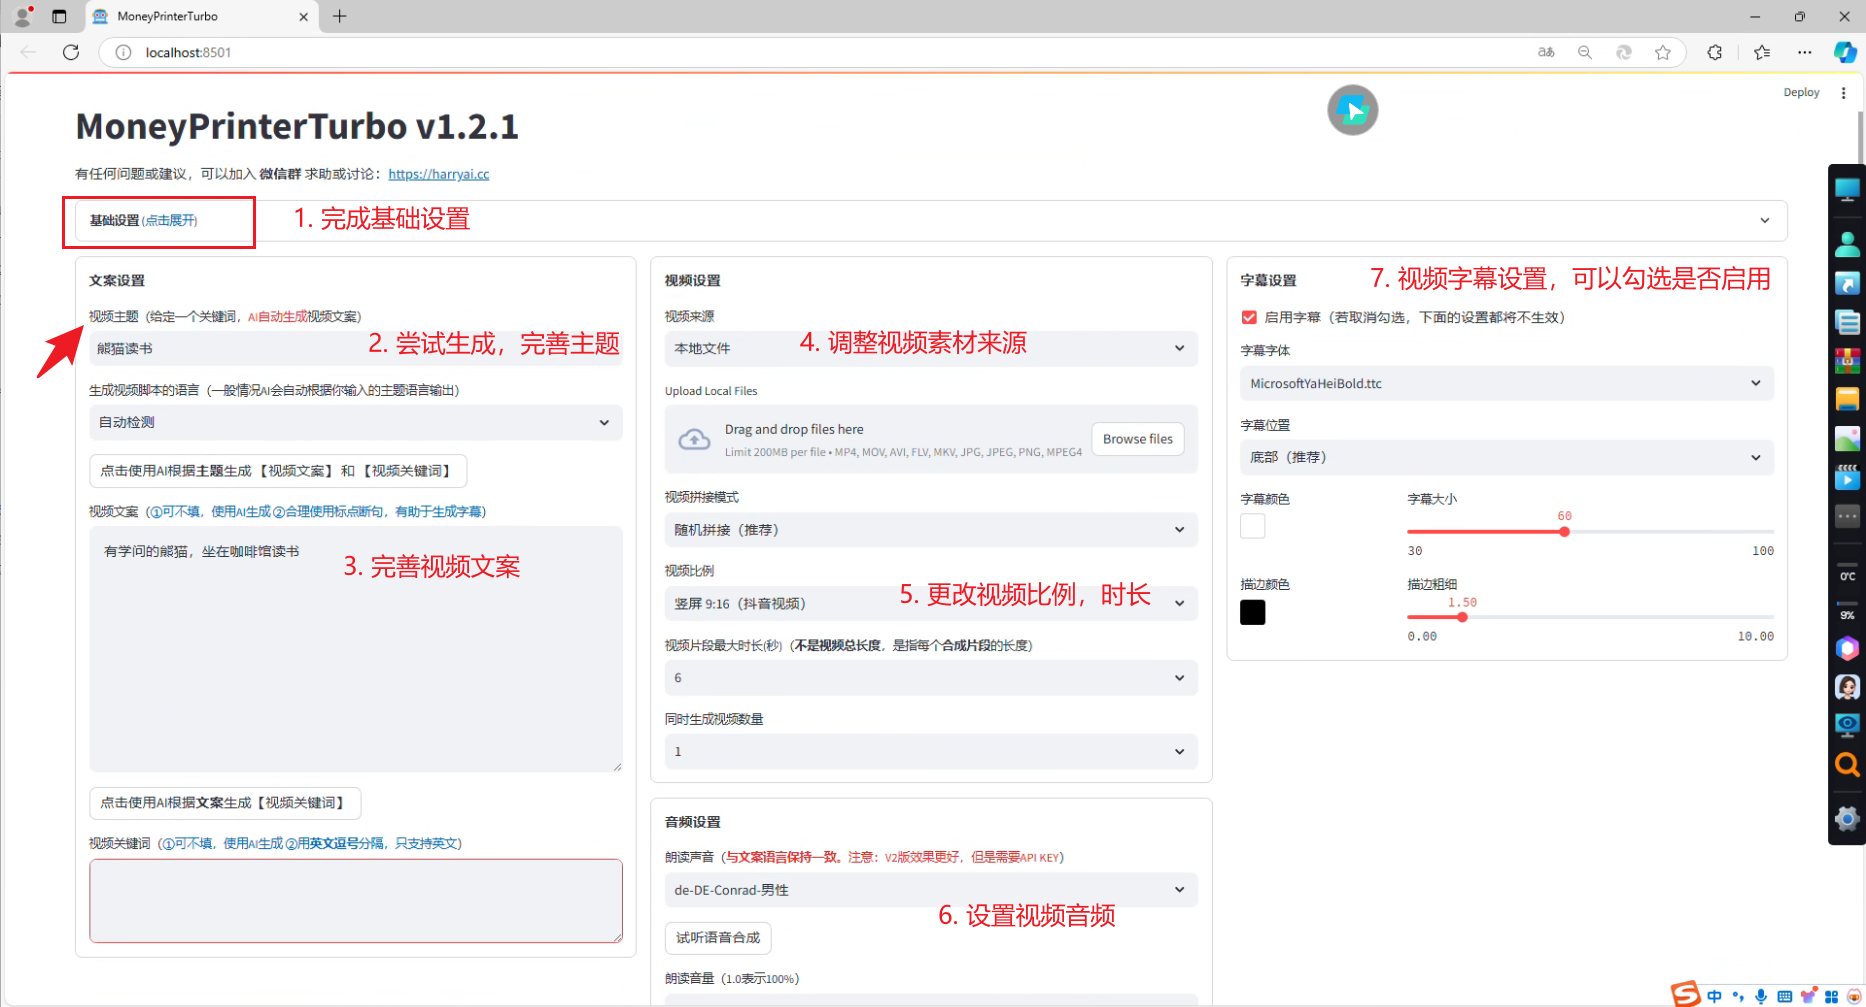 MoneyPrinterTurbo
localhost:8501
Deploy
MoneyPrinterTurbo v1.2.1
有任何问题或建议，可以加入 微信群 求助或讨论：https://harryai.cc
基础设置 (点击展开)
1. 完成基础设置
文案设置
视频主题（给定一个关键词，AI自动生成视频文案）
熊猫读书
2. 尝试生成，完善主题
生成视频脚本的语言（一般情况AI会自动根据你输入的主题语言输出）
自动检测
点击使用AI根据主题生成 【视频文案】 和 【视频关键词】
视频文案（①可不填，使用AI生成 ②合理使用标点断句，有助于生成字幕）
有学问的熊猫，坐在咖啡馆读书
3. 完善视频文案
点击使用AI根据文案生成【视频关键词】
视频关键词（①可不填，使用AI生成 ②用英文逗号分隔，只支持英文）
视频设置
视频来源
本地文件
4. 调整视频素材来源
Upload Local Files
Drag and drop files here
Limit 200MB per file • MP4, MOV, AVI, FLV, MKV, JPG, JPEG, PNG, MPEG4
Browse files
视频拼接模式
随机拼接（推荐）
视频比例
竖屏 9:16（抖音视频）
5. 更改视频比例，时长
视频片段最大时长(秒)（不是视频总长度，是指每个合成片段的长度）
6
同时生成视频数量
1
音频设置
朗读声音（与文案语言保持一致。注意：V2版效果更好，但是需要API KEY）
de-DE-Conrad-男性
6. 设置视频音频
试听语音合成
朗读音量（1.0表示100%）
字幕设置
7. 视频字幕设置，可以勾选是否启用
启用字幕（若取消勾选，下面的设置都将不生效）
字幕字体
MicrosoftYaHeiBold.ttc
字幕位置
底部（推荐）
字幕颜色
字幕大小
60
30
100
描边颜色
描边粗细
1.50
0.00
10.00
0°C
9%
中